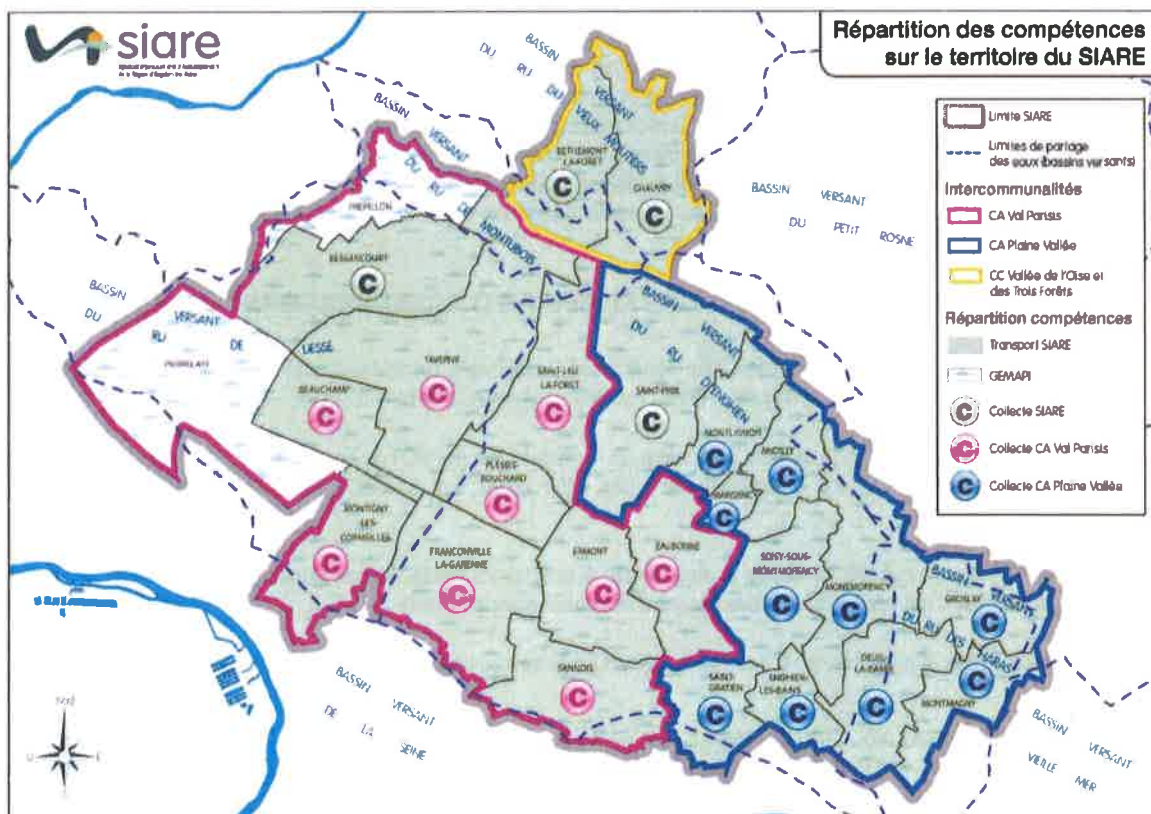 siare
Répartition des compétences
sur le territoire du SIARE
Limite SIARE
Limites de partage
des eaux (bassins versants)
Intercommunalités
CA Val Parisis
CA Plaine Vallée
CC Vallée de l'Oise et
des Trois Forêts
Répartition compétences
Transport SIARE
GEMAPI
C Collecte SIARE
C Collecte CA Val Parisis
C Collecte CA Plaine Vallée
BASSIN VERSANT
DU RU DU VIEUX MOUTIERS
BETHEMONT
LA-FORET
C
CHAUVRY
C
BASSIN VERSANT
DU PETIT ROSNE
BASSIN VERSANT
DU RU DE MONTUBOIS
FREPILLON
BESSANCOURT
C
BASSIN VERSANT
DU RU DE LIESSE
PIERRELAYE
BEAUCHAMP
C
TAVERNY
C
SAINT-LEU
LA-FORET
C
BASSIN VERSANT
DU RU D'ENGHIEN
SAINT-PRIX
C
MONTLIGNON
C
ANDILLY
C
MARGENCY
C
PLESSIS-
BOUCHARD
C
MONTIGNY
LES-
CORMEILLES
C
FRANCONVILLE
LA-GARENNE
C
ERMONT
C
EAUBONNE
C
SOISY-SOUS-
MONTMORENCY
C
MONTMORENCY
C
BASSIN VERSANT
DU RU DES HARAS
GROSLAY
C
SANNOIS
C
SAINT-
GRATIEN
C
ENGHIEN-
LES-BAINS
C
DEUIL-
LA-BARRE
C
MONTMAGNY
C
BASSIN VERSANT
DE LA SEINE
BASSIN VERSANT
VIEILLE MER